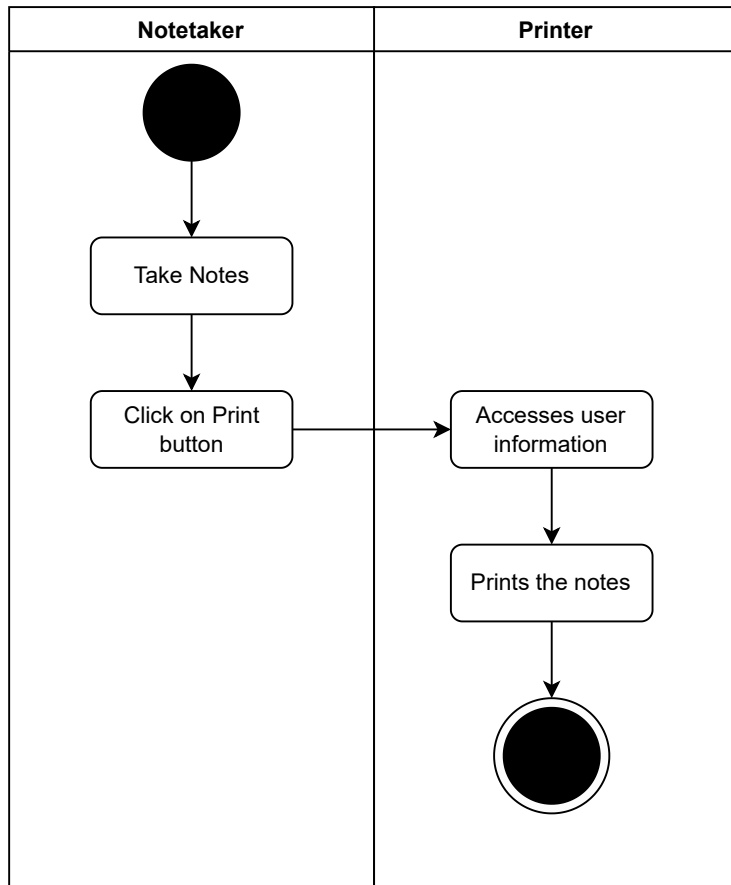 Notetaker
Printer
Take Notes
Click on Print
button
Accesses user
information
Prints the notes